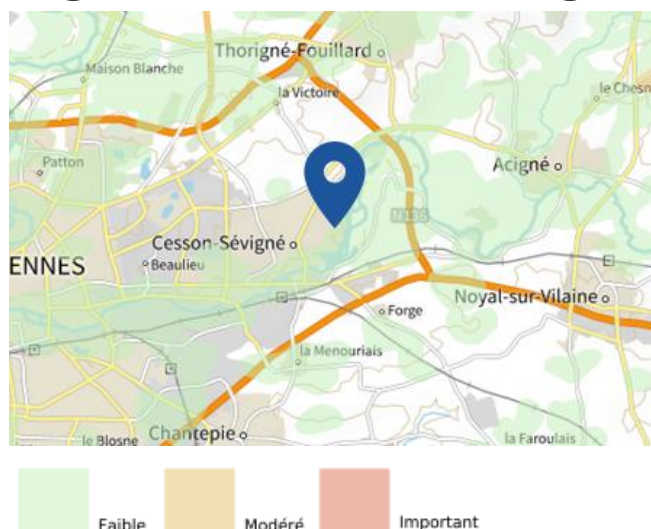 Thorigné-Fouillard
Maison Blanche
la Victoire
le Chesn
Patton
Acigné
N136
Cesson-Sévigné
ENNES
Beaulieu
Noyal-sur-Vilaine
Forge
la Menouriais
le Blosne
Chantepie
la Faroulais
Faible Modéré Important